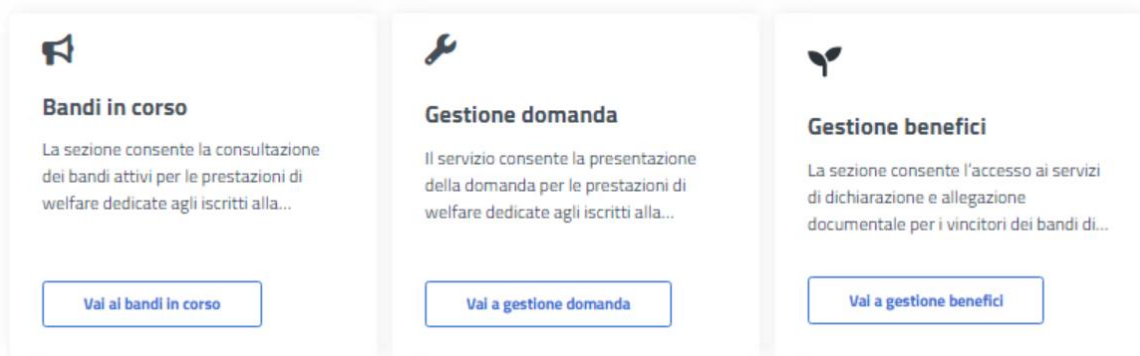 Bandi in corso
La sezione consente la consultazione
dei bandi attivi per le prestazioni di
welfare dedicate agli iscritti alla...
Vai ai bandi in corso
Gestione domanda
Il servizio consente la presentazione
della domanda per le prestazioni di
welfare dedicate agli iscritti alla...
Vai a gestione domanda
Gestione benefici
La sezione consente l'accesso ai servizi
di dichiarazione e allegazione
documentale per i vincitori dei bandi di...
Vai a gestione benefici